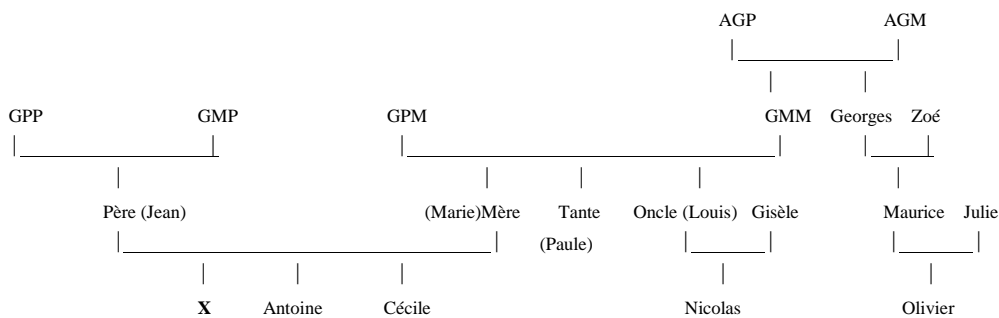 AGP AGM
GPP GMP GPM GMM Georges Zoé
Père (Jean) (Marie)Mère Tante Oncle (Louis) Gisèle Maurice Julie
(Paule)
X Antoine Cécile Nicolas Olivier